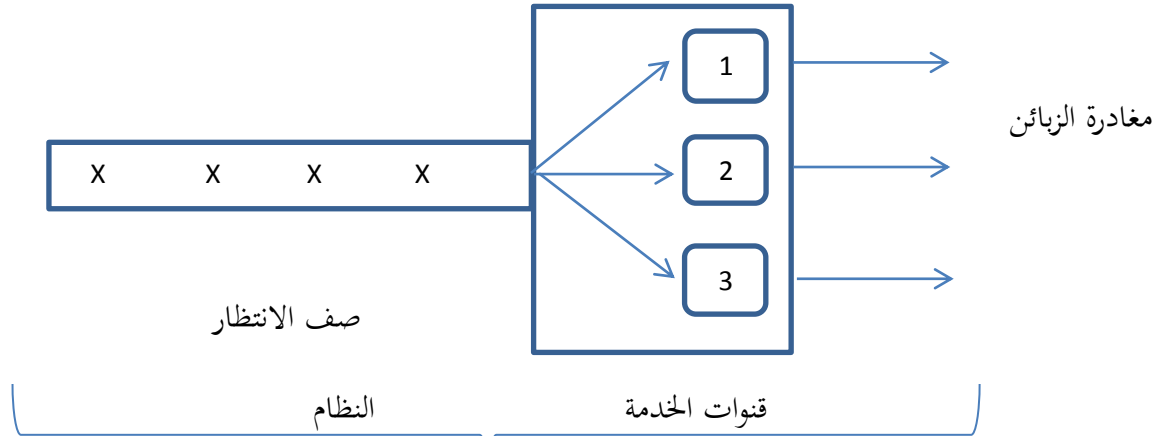 1
مغادرة الزبائن
X X X X
2
3
صف الانتظار
النظام
قنوات الخدمة